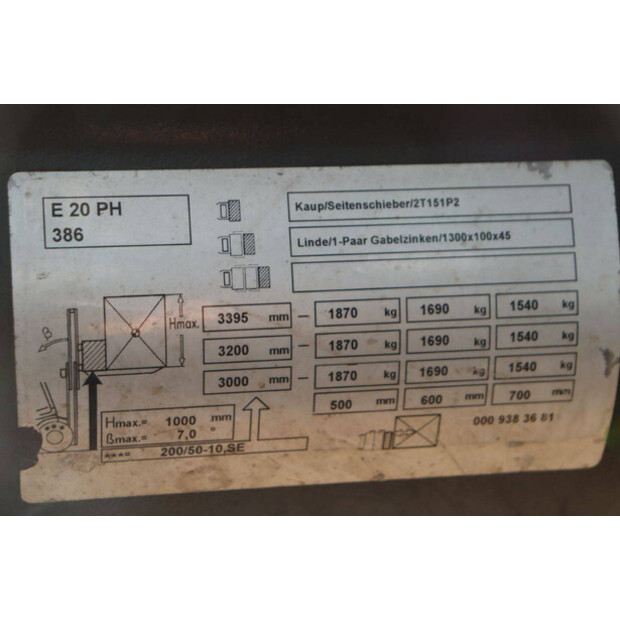 E 20 PH
386
Kaup/Seitenschieber/2T151P2
Linde/1-Paar Gabelzinken/1300x100x45
β
Hmax.
3395 mm – 1870 kg 1690 kg 1540 kg
3200 mm – 1870 kg 1690 kg 1540 kg
3000 mm – 1870 kg 1690 kg 1540 kg
500 mm 600 mm 700 mm
Hmax.= 1000 mm
βmax.= 7,0 °
***= 200/50-10,SE
000 938 36 81